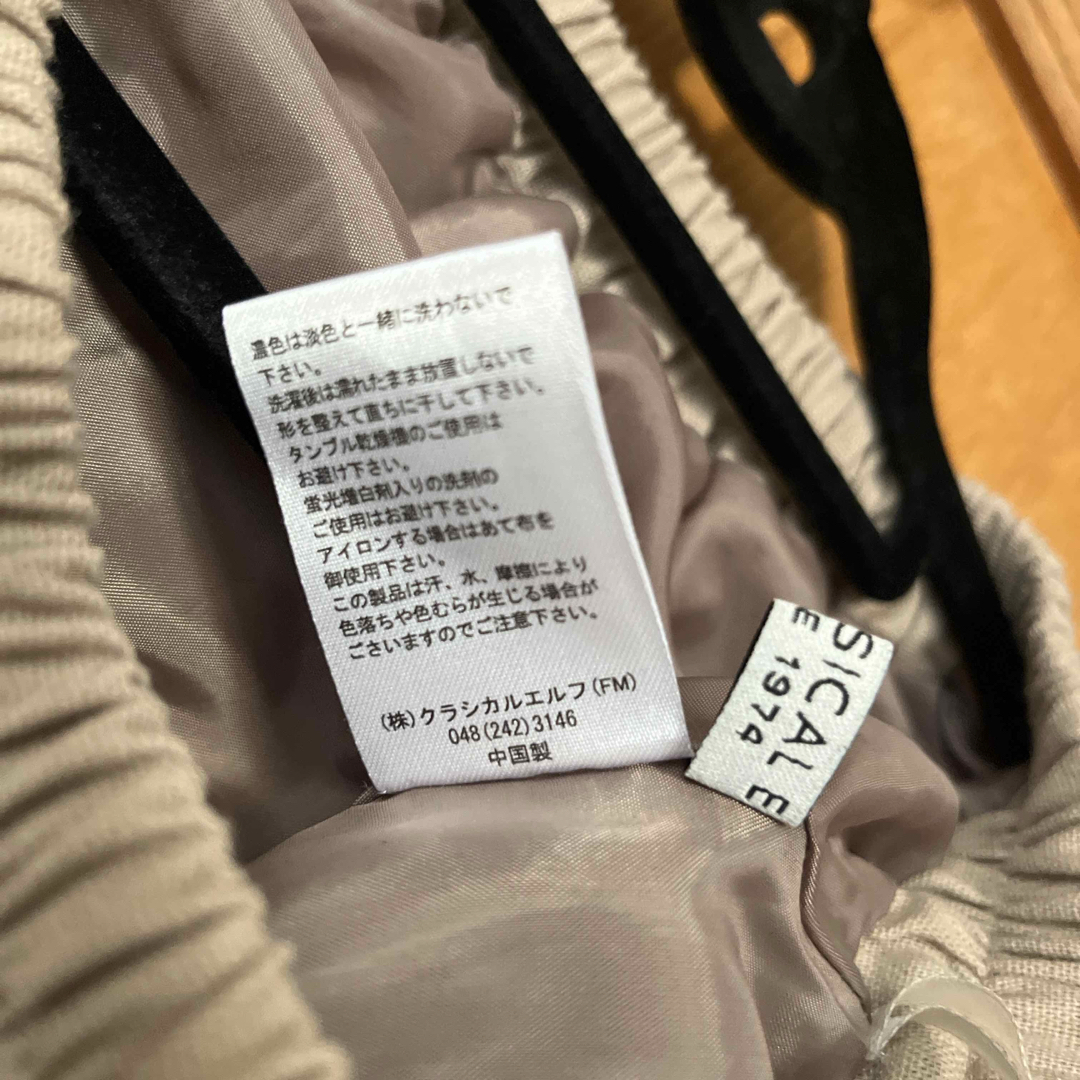 濃色は淡色と一緒に洗わないで
下さい。
洗濯後は濡れたまま放置しないで
形を整えて直ちに干して下さい。
タンブル乾燥機のご使用は
お避け下さい。
蛍光増白剤入りの洗剤の
ご使用はお避け下さい。
アイロンする場合はあて布を
御使用下さい。
この製品は汗、水、摩擦により
色落ちや色むらが生じる場合が
ございますのでご注意下さい。
(株)クラシカルエルフ(FM)
048(242)3146
中国製
SICAL E
E 1974